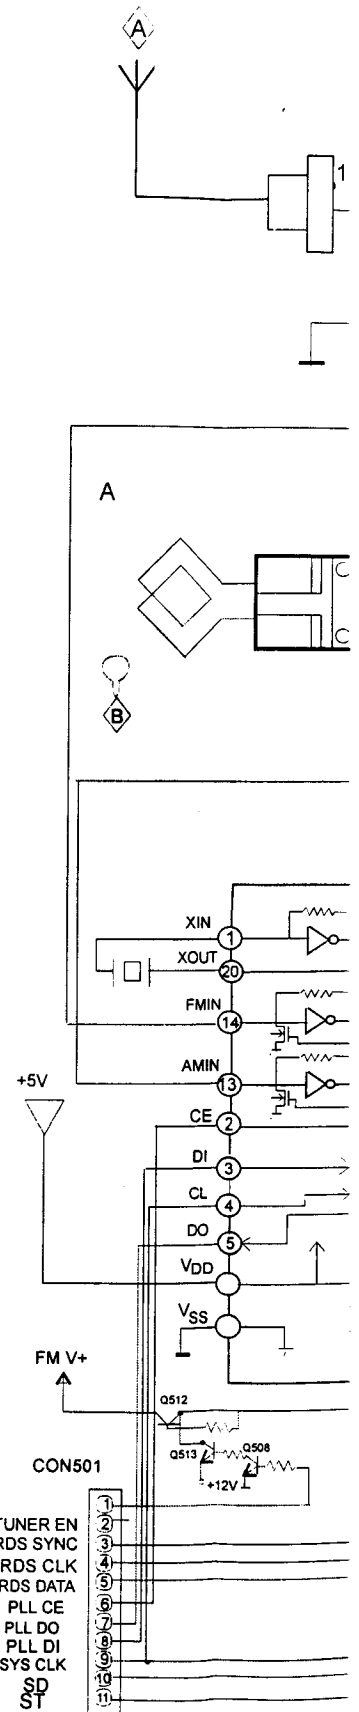 A
1
A
B
XIN
1
XOUT
20
FMIN
14
AMIN
13
+5V
CE
2
DI
3
CL
4
DO
5
VDD
VSS
FM V+
Q512
Q513
Q508
+12V
CON501
1
TUNER EN 2
RDS SYNC 3
RDS CLK 4
RDS DATA 5
PLL CE 6
PLL DO 7
PLL DI 8
SYS CLK 9
SD 10
ST 11